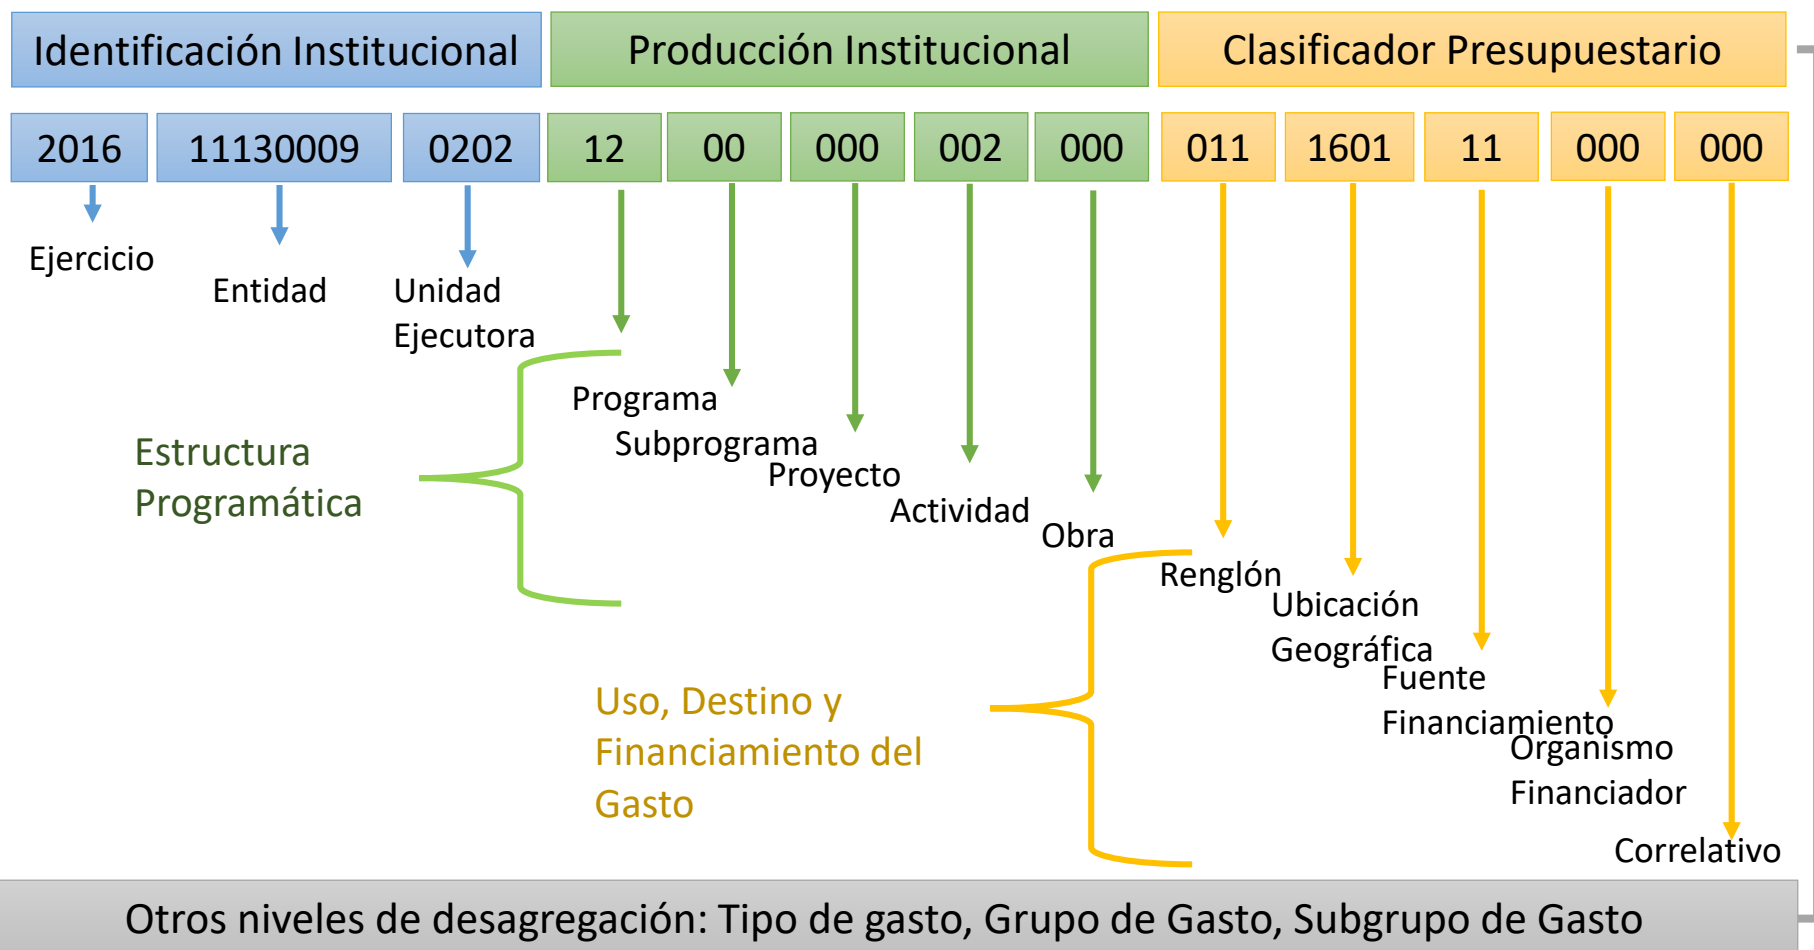 Identificación Institucional
Producción Institucional
Clasificador Presupuestario
2016
11130009
0202
12
00
000
002
000
011
1601
11
000
000
Ejercicio
Entidad
Unidad
Ejecutora
Programa
Subprograma
Proyecto
Actividad
Obra
Estructura
Programática
Renglón
Ubicación
Geográfica
Fuente
Financiamiento
Organismo
Financiador
Correlativo
Uso, Destino y
Financiamiento del
Gasto
Otros niveles de desagregación: Tipo de gasto, Grupo de Gasto, Subgrupo de Gasto